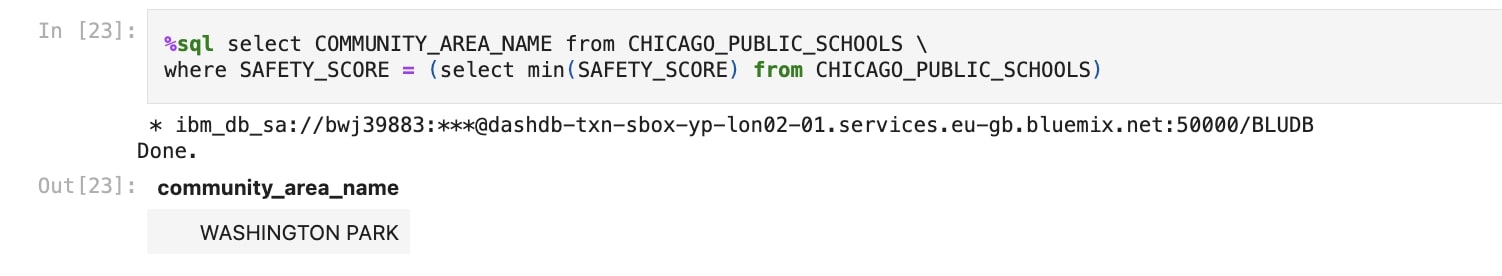 In [23]:
%sql select COMMUNITY_AREA_NAME from CHICAGO_PUBLIC_SCHOOLS \
where SAFETY_SCORE = (select min(SAFETY_SCORE) from CHICAGO_PUBLIC_SCHOOLS)
* ibm_db_sa://bwj39883:***@dashdb-txn-sbox-yp-lon02-01.services.eu-gb.bluemix.net:50000/BLUDB
Done.
Out[23]:
community_area_name
WASHINGTON PARK